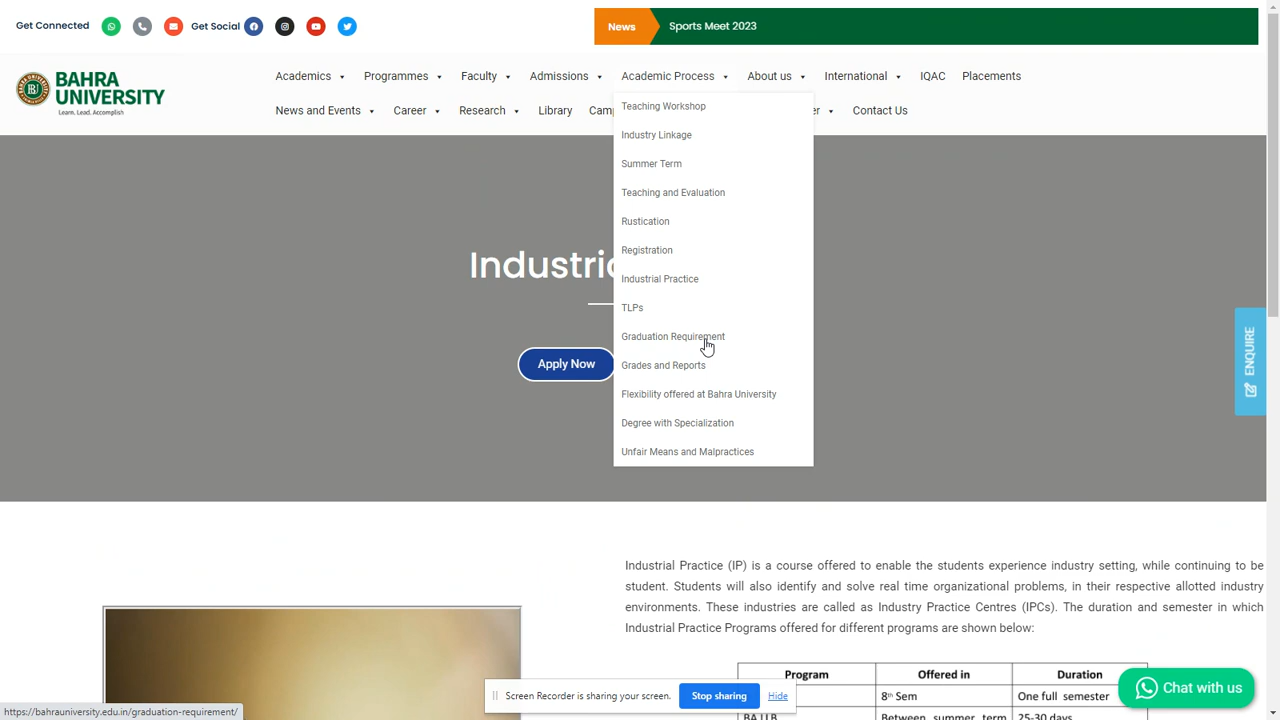 Get Connected
Get Social
News
Sports Meet 2023
BAHRA
UNIVERSITY
Learn. Lead. Accomplish
Academics
Programmes
Faculty
Admissions
Academic Process
About us
International
IQAC
Placements
News and Events
Career
Research
Library
Contact Us
Teaching Workshop
Industry Linkage
Summer Term
Teaching and Evaluation
Rustication
Registration
Industrial Practice
TLPs
Graduation Requirement
Grades and Reports
Flexibility offered at Bahra University
Degree with Specialization
Unfair Means and Malpractices
Apply Now
ENQUIRE
Industrial Practice (IP) is a course offered to enable the students experience industry setting, while continuing to be
student. Students will also identify and solve real time organizational problems, in their respective allotted industry
environments. These industries are called as Industry Practice Centres (IPCs). The duration and semester in which
Industrial Practice Programs offered for different programs are shown below:
Program Offered in Duration
8th Sem One full semester
Between summer term 25-30 days
Screen Recorder is sharing your screen.
Stop sharing
Hide
Chat with us
https://bahrauniversity.edu.in/graduation-requirement/